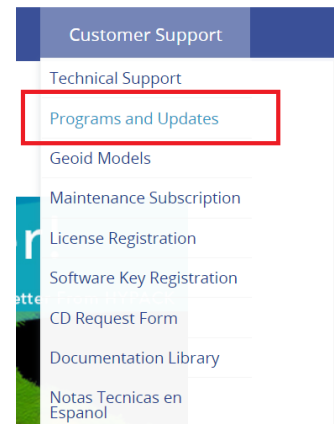 Customer Support
Technical Support
Programs and Updates
Geoid Models
Maintenance Subscription
License Registration
Software Key Registration
CD Request Form
Documentation Library
Notas Tecnicas en
Espanol